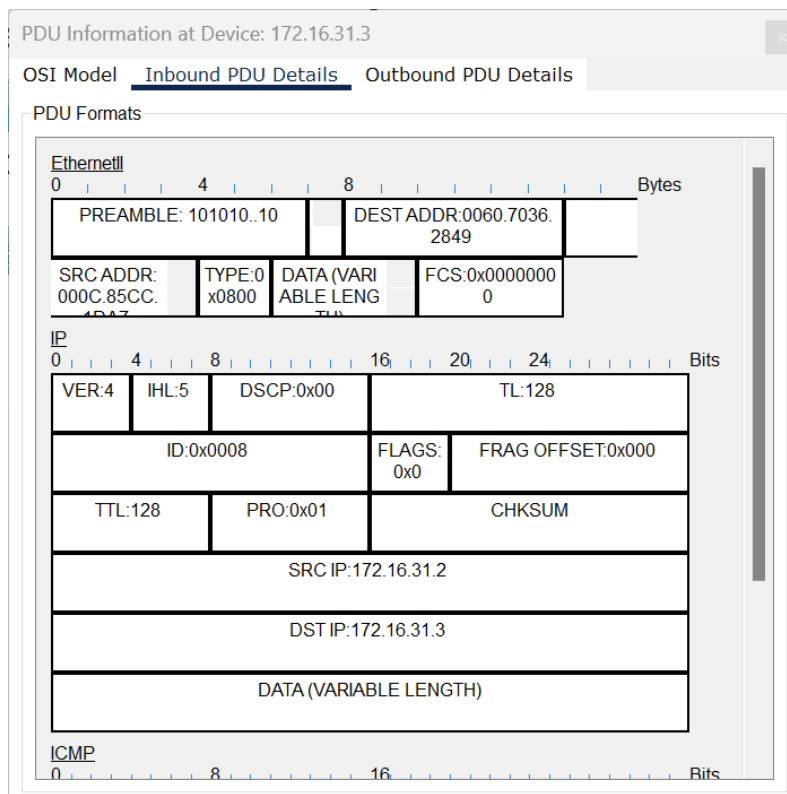 PDU Information at Device: 172.16.31.3
OSI Model Inbound PDU Details Outbound PDU Details
PDU Formats
EthernetII
0 4 8 Bytes
PREAMBLE: 101010..10 DEST ADDR:0060.7036.
2849
SRC ADDR: TYPE:0 DATA (VARI FCS:0x0000000
000C.85CC. x0800 ABLE LENG 0
1DA7 TH)
IP
0 4 8 16 20 24 Bits
VER:4 IHL:5 DSCP:0x00 TL:128
ID:0x0008 FLAGS: FRAG OFFSET:0x000
0x0
TTL:128 PRO:0x01 CHKSUM
SRC IP:172.16.31.2
DST IP:172.16.31.3
DATA (VARIABLE LENGTH)
ICMP
0 8 16 Bits